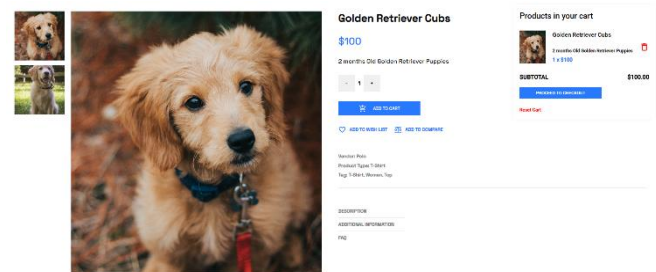 Golden Retriever Cubs
$100
2 months Old Golden Retriever Puppies
- 1 +
ADD TO CART
ADD TO WISH LIST ADD TO COMPARE
Vendor: Polo
Product Type: T-Shirt
Tag: T-Shirt, Women, Top
DESCRIPTION
ADDITIONAL INFORMATION
FAQ
Products in your cart
Golden Retriever Cubs
2 months Old Golden Retriever Puppies
1 x $100
SUBTOTAL $100.00
PROCEED TO CHECKOUT
Reset Cart